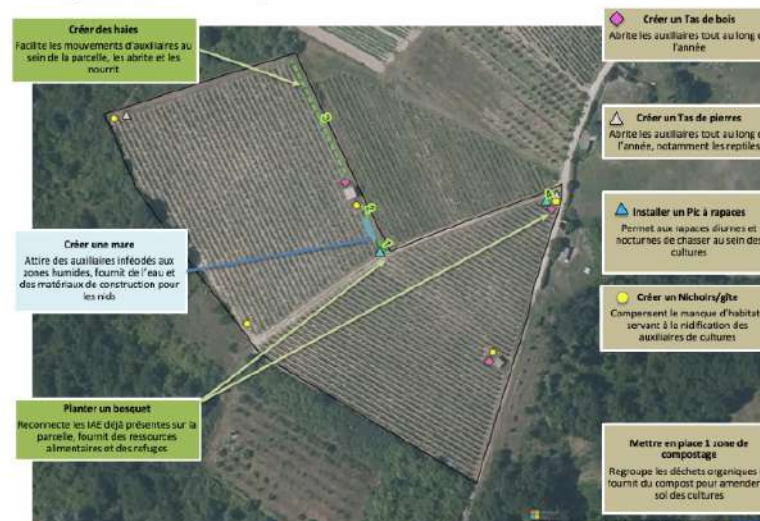 Créer des haies
Facilite les mouvements d'auxiliaires au
sein de la parcelle, les abrite et les
nourrit
Créer une mare
Attire des auxiliaires inféodés aux
zones humides, fournit de l'eau et
des matériaux de construction pour
les nids
Planter un bosquet
Reconnecte les IAE déjà présentes sur la
parcelle, fournit des ressources
alimentaires et des refuges
Créer un Tas de bois
Abrite les auxiliaires tout au long
l'année
Créer un Tas de pierres
Abrite les auxiliaires tout au long
l'année, notamment les reptiles
Installer un Pic à rapaces
Permet aux rapaces diurnes et
nocturnes de chasser au sein des
cultures
Créer un Nichoirs/gîte
Compensent le manque d'habitat
servant à la nidification des
auxiliaires de cultures
Mettre en place 1 zone de
compostage
Regroupe les déchets organiques
fournit du compost pour amender
sol des cultures